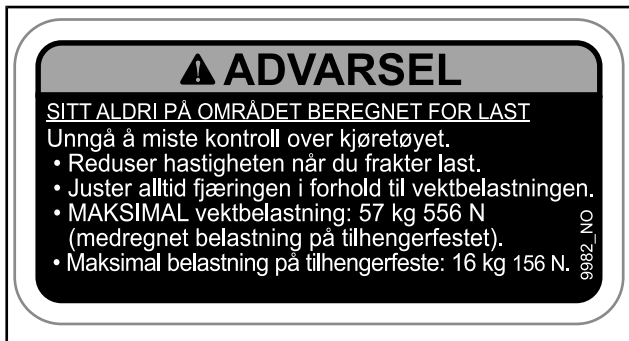 ⚠ ADVARSEL
SITT ALDRI PÅ OMRÅDET BEREGNET FOR LAST
Unngå å miste kontroll over kjøretøyet.
• Reduser hastigheten når du frakter last.
• Juster alltid fjæringen i forhold til vektbelastningen.
• MAKSIMAL vektbelastning: 57 kg 556 N
(medregnet belastning på tilhengerfestet).
• Maksimal belastning på tilhengerfeste: 16 kg 156 N.
9982_NO